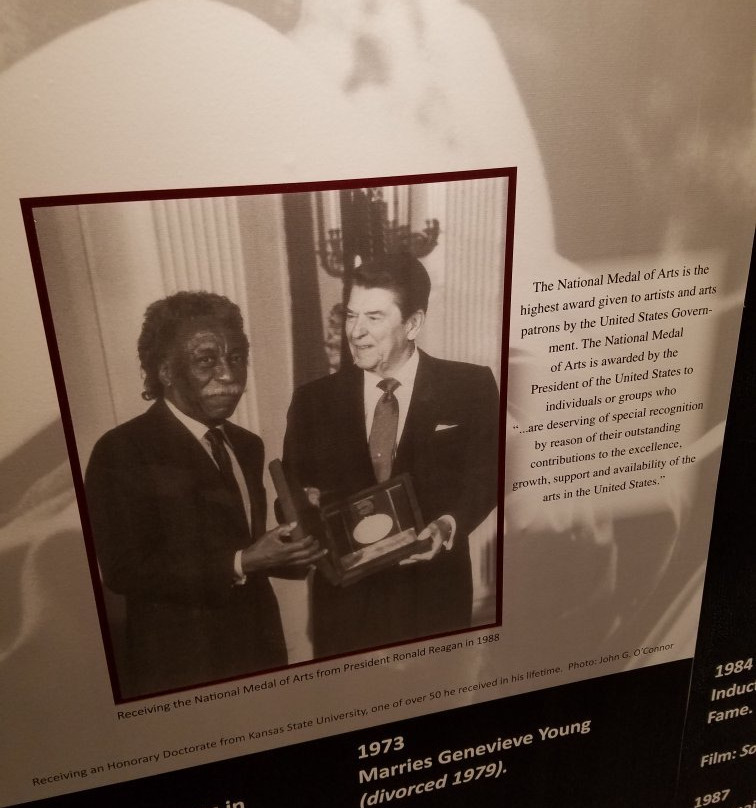 The National Medal of Arts is the
highest award given to artists and arts
patrons by the United States Govern-
ment. The National Medal
of Arts is awarded by the
President of the United States to
individuals or groups who
“...are deserving of special recognition
by reason of their outstanding
contributions to the excellence,
growth, support and availability of the
arts in the United States.”
Receiving the National Medal of Arts from President Ronald Reagan in 1988
Receiving an Honorary Doctorate from Kansas State University, one of over 50 he received in his lifetime. Photo: John G. O'Connor
in
1973
Marries Genevieve Young
(divorced 1979).
1984
Fame.
Film:
1987